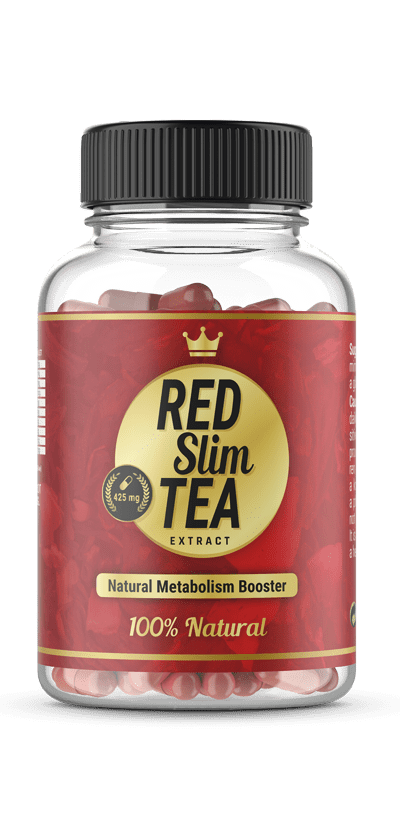 RED
Slim
TEA
425 mg
EXTRACT
Natural Metabolism Booster
100% Natural